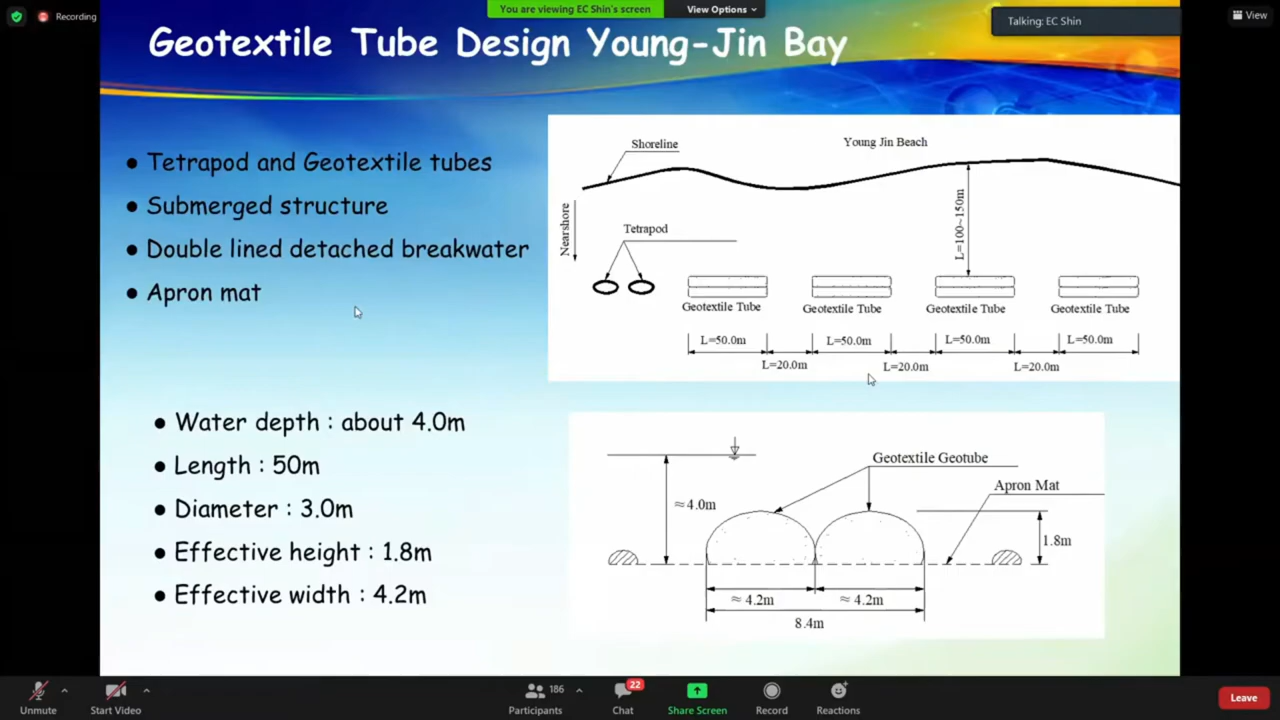 Recording
You are viewing EC Shin's screen
View Options
Talking: EC Shin
View
Geotextile Tube Design Young-Jin Bay
● Tetrapod and Geotextile tubes
● Submerged structure
● Double lined detached breakwater
● Apron mat
● Water depth : about 4.0m
● Length : 50m
● Diameter : 3.0m
● Effective height : 1.8m
● Effective width : 4.2m
Shoreline
Young Jin Beach
Nearshore
Tetrapod
L=100~150m
Geotextile Tube
Geotextile Tube
Geotextile Tube
Geotextile Tube
L=50.0m
L=50.0m
L=50.0m
L=50.0m
L=20.0m
L=20.0m
L=20.0m
Geotextile Geotube
Apron Mat
≈4.0m
1.8m
≈ 4.2m
≈ 4.2m
8.4m
Unmute
Start Video
186
Participants
22
Chat
Share Screen
Record
Reactions
Leave